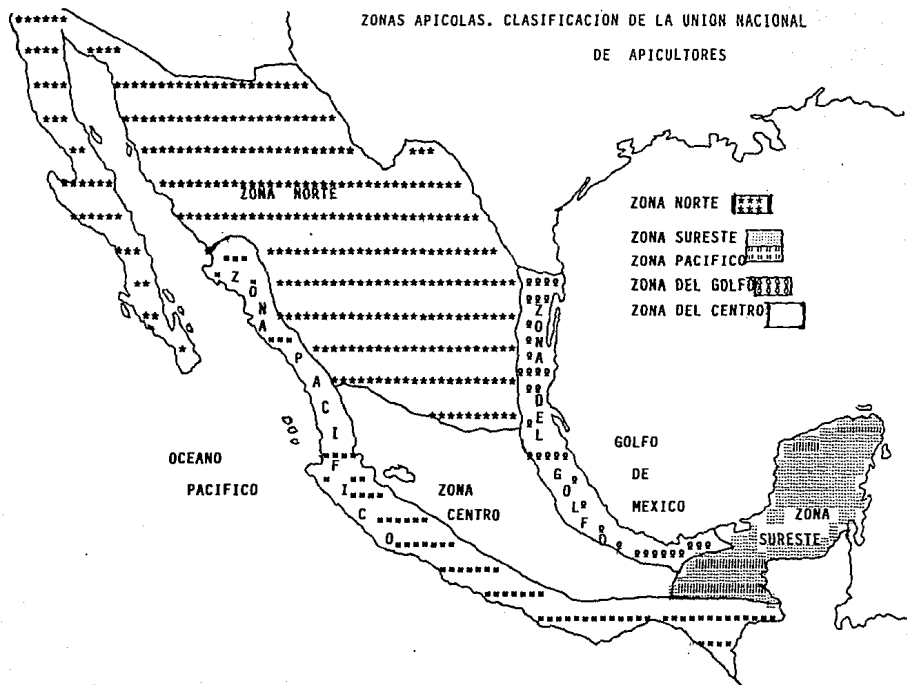 ZONAS APICOLAS. CLASIFICACION DE LA UNION NACIONAL
DE APICULTORES
ZONA NORTE
ZONA NORTE
ZONA SURESTE
ZONA PACIFICO
ZONA DEL GOLFO
ZONA DEL CENTRO
ZONA PACIFICO
ZONA DEL GOLFO
OCEANO
PACIFICO
ZONA
CENTRO
GOLFO
DE
MEXICO
ZONA
SURESTE